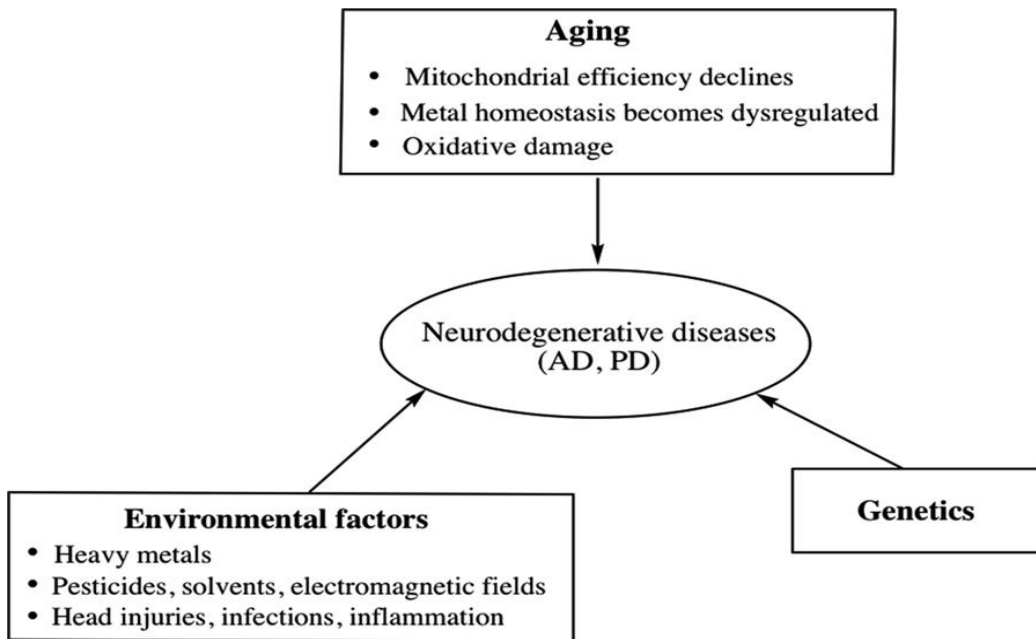 Aging
• Mitochondrial efficiency declines
• Metal homeostasis becomes dysregulated
• Oxidative damage
Neurodegenerative diseases
(AD, PD)
Environmental factors
• Heavy metals
• Pesticides, solvents, electromagnetic fields
• Head injuries, infections, inflammation
Genetics